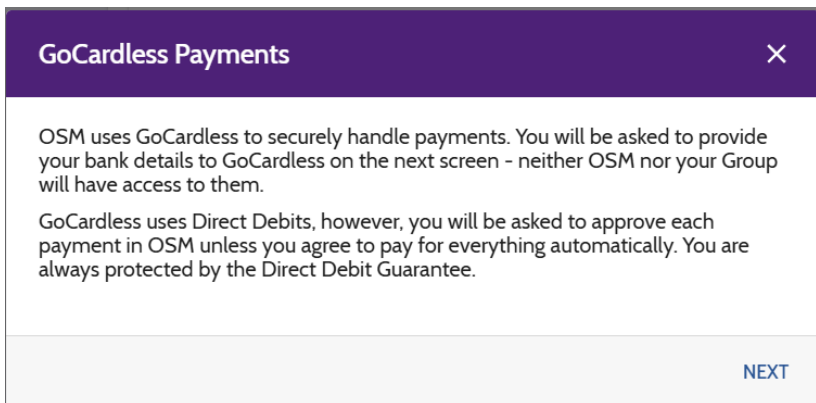 GoCardless Payments
OSM uses GoCardless to securely handle payments. You will be asked to provide
your bank details to GoCardless on the next screen - neither OSM nor your Group
will have access to them.
GoCardless uses Direct Debits, however, you will be asked to approve each
payment in OSM unless you agree to pay for everything automatically. You are
always protected by the Direct Debit Guarantee.
NEXT